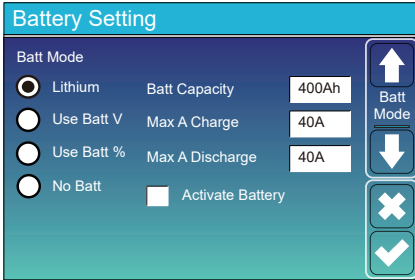 Battery Setting
Batt Mode
Lithium
Batt Capacity
400Ah
Use Batt V
Max A Charge
40A
Use Batt %
Max A Discharge
40A
No Batt
Activate Battery
Batt
Mode